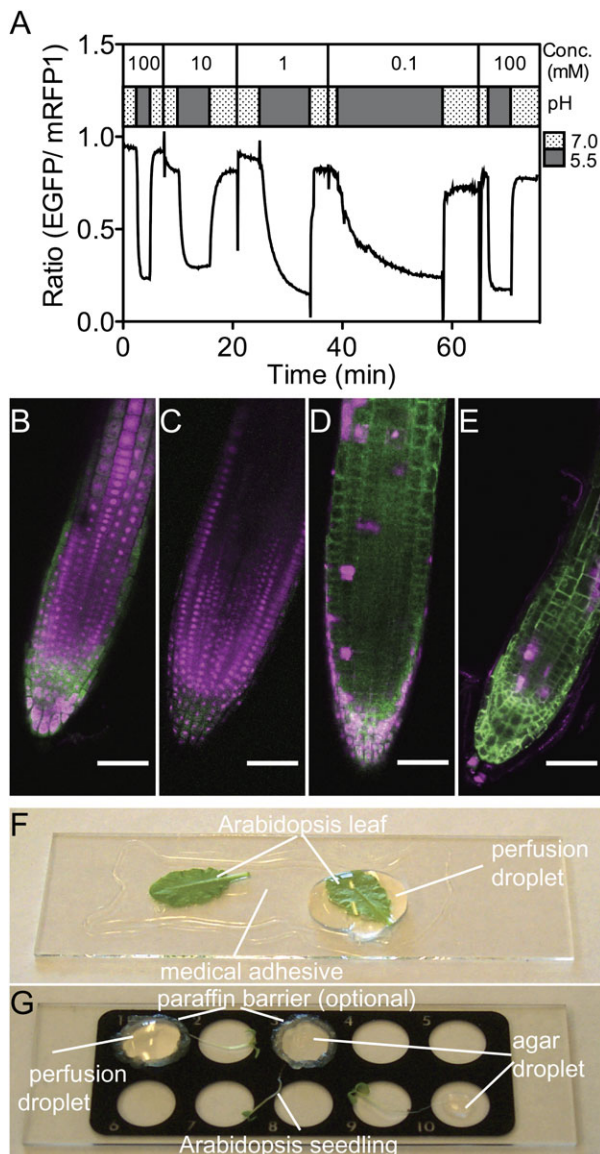 A
1.5
1.0
0.5
0.0
Ratio (EGFP/ mRFP1)
100 10 1 0.1 100
Conc. (mM)
pH
7.0
5.5
0 20 40 60
Time (min)
B C D E
F
Arabidopsis leaf
perfusion droplet
medical adhesive
G
paraffin barrier (optional)
perfusion droplet
agar droplet
Arabidopsis seedling
1 2 3 4 5
6 7 8 9 10